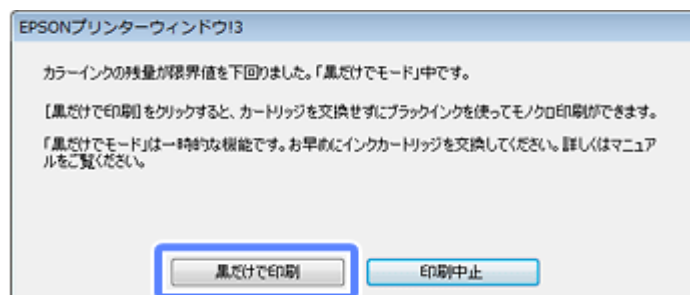 EPSONプリンターウィンドウ!3
カラーインクの残量が限界値を下回りました。「黒だけでモード」中です。
［黒だけで印刷］をクリックすると、カートリッジを交換せずにブラックインクを使ってモノクロ印刷ができます。
「黒だけでモード」は一時的な機能です。お早めにインクカートリッジを交換してください。詳しくはマニュア
ルをご覧ください。
黒だけで印刷
印刷中止